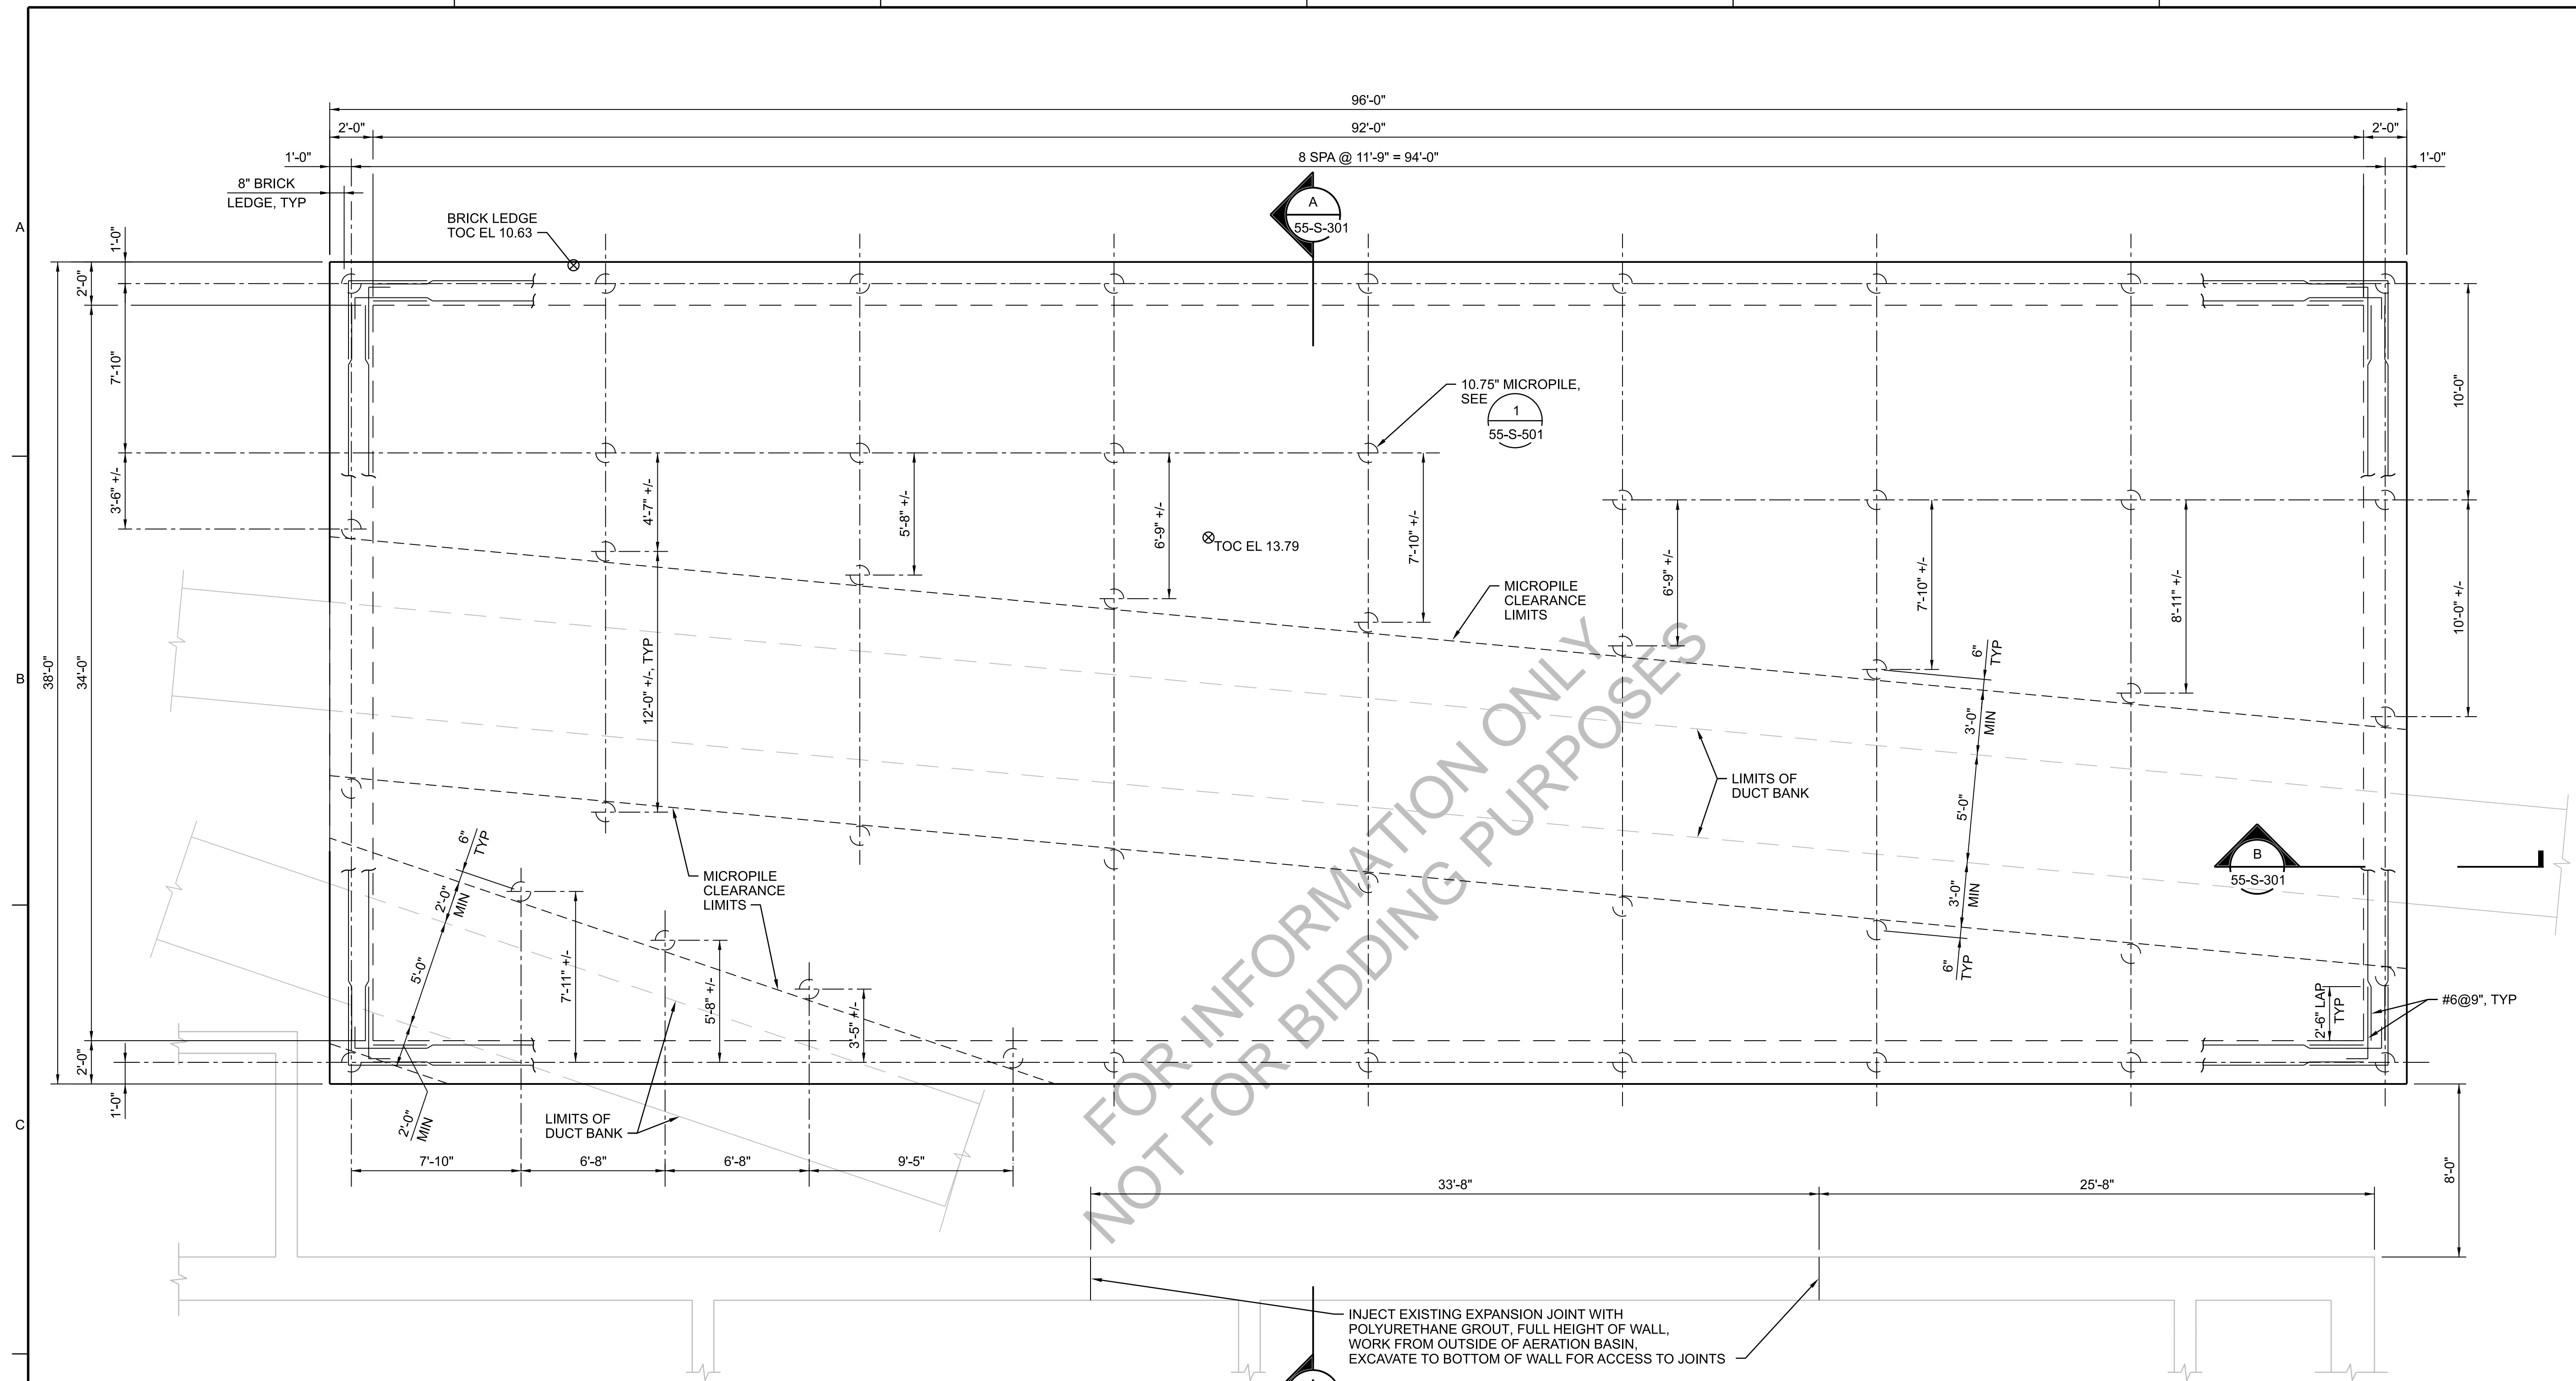 96'-0"
2'-0"
92'-0"
2'-0"
1'-0"
8 SPA @ 11'-9" = 94'-0"
1'-0"
8" BRICK
LEDGE, TYP
BRICK LEDGE
TOC EL 10.63
A
55-S-301
A
1'-0"
2'-0"
7'-10"
3'-6" +/-
10.75" MICROPILE,
SEE
1
55-S-501
10'-0"
4'-7" +/-
5'-8" +/-
6'-9" +/-
7'-10" +/-
TOC EL 13.79
6'-9" +/-
7'-10" +/-
8'-11" +/-
10'-0" +/-
MICROPILE
CLEARANCE
LIMITS
B
38'-0"
34'-0"
12'-0" +/-, TYP
6"
TYP
3'-0"
MIN
5'-0"
3'-0"
MIN
6"
TYP
LIMITS OF
DUCT BANK
B
55-S-301
6"
TYP
2'-0"
MIN
5'-0"
2'-0"
MIN
MICROPILE
CLEARANCE
LIMITS
7'-11" +/-
5'-8" +/-
3'-5" +/-
2'-6" LAP
TYP
#6@9", TYP
2'-0"
1'-0"
C
LIMITS OF
DUCT BANK
7'-10"
6'-8"
6'-8"
9'-5"
33'-8"
25'-8"
8'-0"
FOR INFORMATION ONLY
NOT FOR BIDDING PURPOSES
INJECT EXISTING EXPANSION JOINT WITH
POLYURETHANE GROUT, FULL HEIGHT OF WALL,
WORK FROM OUTSIDE OF AERATION BASIN,
EXCAVATE TO BOTTOM OF WALL FOR ACCESS TO JOINTS